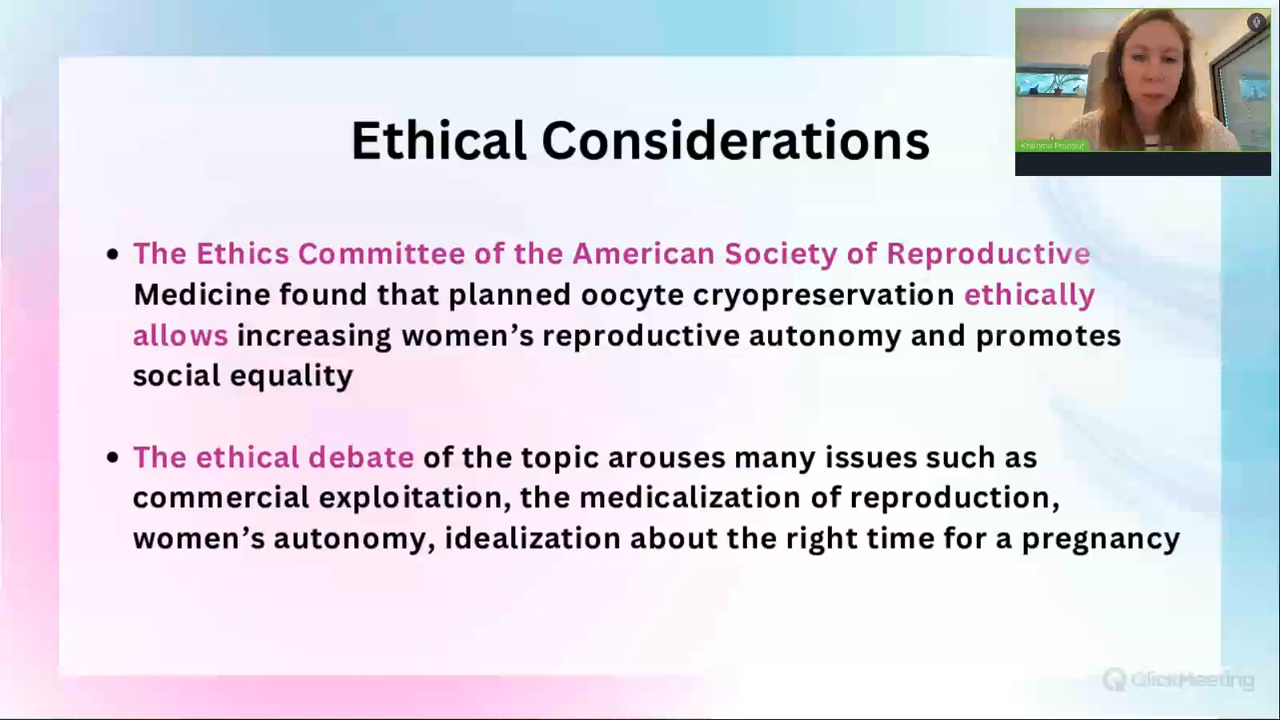 Ethical Considerations
The Ethics Committee of the American Society of Reproductive
Medicine found that planned oocyte cryopreservation ethically
allows increasing women’s reproductive autonomy and promotes
social equality
The ethical debate of the topic arouses many issues such as
commercial exploitation, the medicalization of reproduction,
women’s autonomy, idealization about the right time for a pregnancy
ClickMeeting